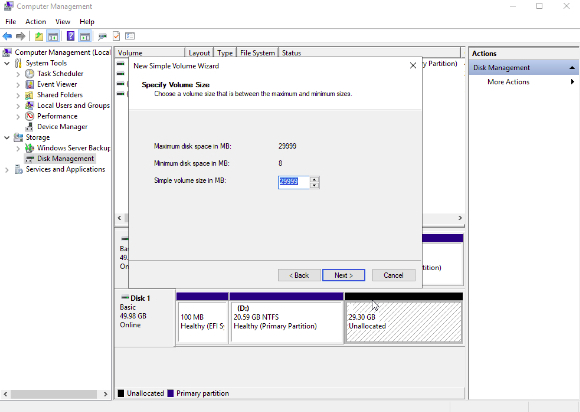 Computer Management
File Action View Help
Computer Management (Local
System Tools
Task Scheduler
Event Viewer
Shared Folders
Local Users and Groups
Performance
Device Manager
Storage
Windows Server Backup
Disk Management
Services and Applications
Volume Layout Type File System Status
y Partition)
Actions
Disk Management
More Actions
New Simple Volume Wizard
Specify Volume Size
Choose a volume size that is between the maximum and minimum sizes.
Maximum disk space in MB: 29999
Minimum disk space in MB: 8
Simple volume size in MB: 29999
< Back Next > Cancel
Ba
49.
On
tition)
Disk 1
Basic
49.98 GB
Online
100 MB
Healthy (EFI S
(D:)
20.59 GB NTFS
Healthy (Primary Partition)
29.30 GB
Unallocated
Unallocated Primary partition